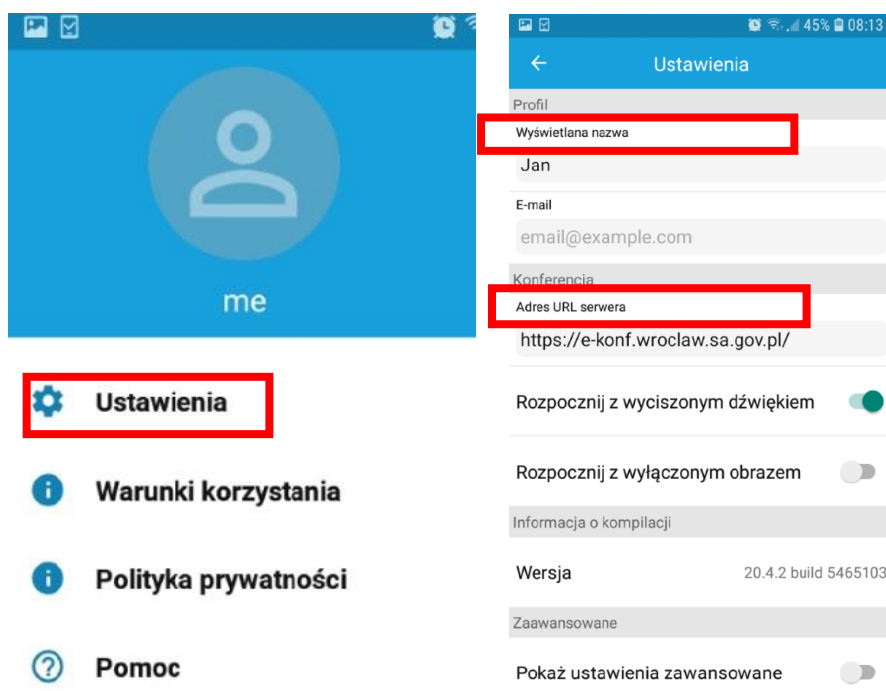 me
Ustawienia
Warunki korzystania
Polityka prywatności
Pomoc
45% 08:13
Ustawienia
Profil
Wyświetlana nazwa
Jan
E-mail
email@example.com
Konferencja
Adres URL serwera
https://e-konf.wroclaw.sa.gov.pl/
Rozpocznij z wyciszonym dźwiękiem
Rozpocznij z wyłączonym obrazem
Informacja o kompilacji
Wersja 20.4.2 build 5465103
Zaawansowane
Pokaż ustawienia zawansowane